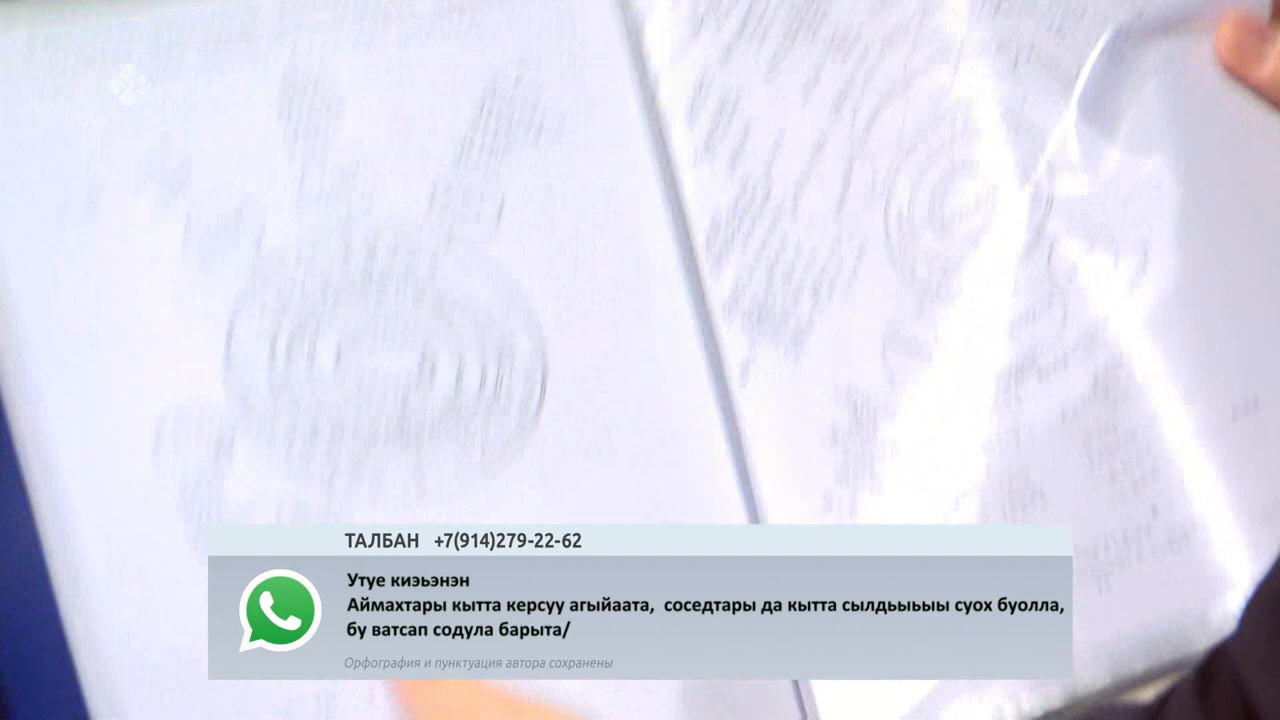 ТАЛБАН +7(914)279-22-62
Утуе киэьэнэн
Аймахтары кытта керсуу агыйаата, соседтары да кытта сылдьыьыы суох буолла,
бу ватсап содула барыта/
Орфография и пунктуация автора сохранены